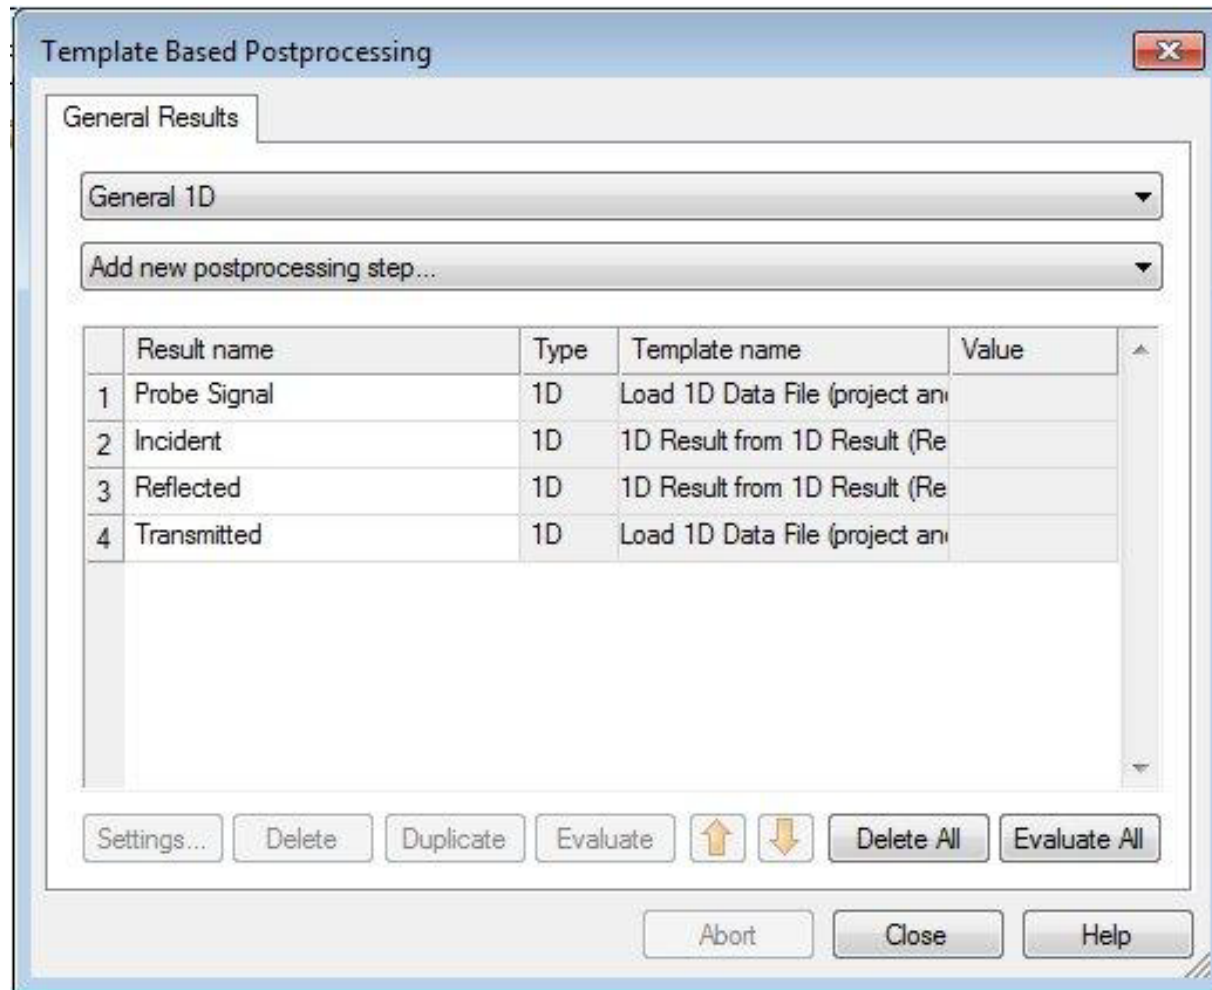 Template Based Postprocessing
General Results
General 1D
Add new postprocessing step...
Result name Type Template name Value
1 Probe Signal 1D Load 1D Data File (project an
2 Incident 1D 1D Result from 1D Result (Re
3 Reflected 1D 1D Result from 1D Result (Re
4 Transmitted 1D Load 1D Data File (project an
Settings... Delete Duplicate Evaluate Delete All Evaluate All
Abort Close Help